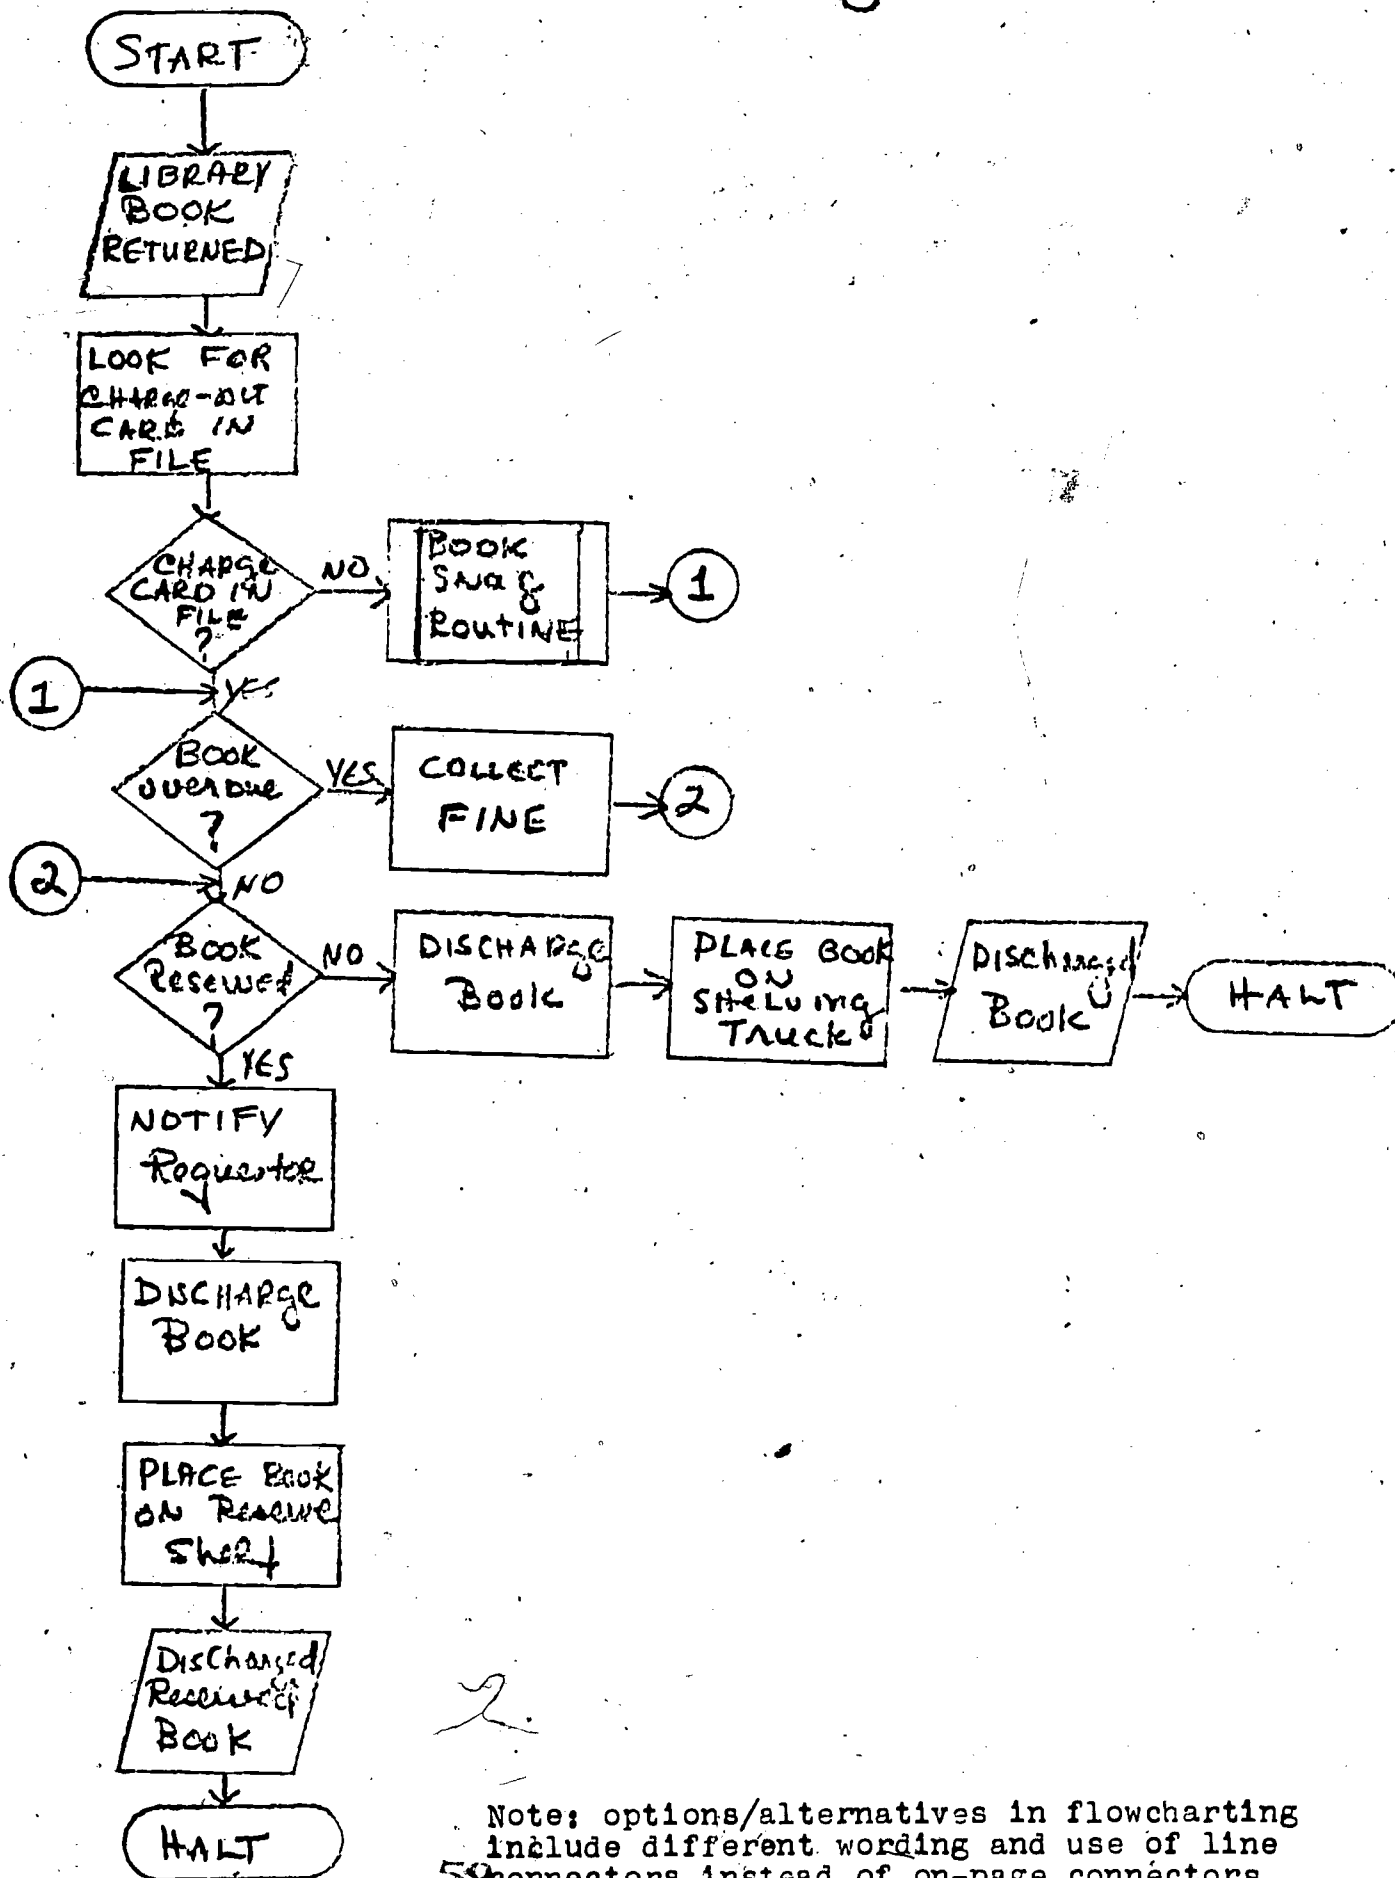 START
LIBRARY
BOOK
RETURNED
LOOK FOR
CHARGE-OUT
CARD IN
FILE
CHARGE
CARD IN
FILE
?
NO
BOOK
Snag
ROUTINE
1
1
YES
BOOK
overdue
?
YES
COLLECT
FINE
2
2
NO
BOOK
Reserved
?
NO
DISCHARge
Book
PLACE BOOK
ON
SHeLving
Truck
Discharged
Book
HALT
YES
NOTIFY
Requestor
DISCHARge
Book
PLACE Book
ON Reserve
Shelf
Discharged
Reserved
Book
HALT
2
Note: options/alternatives in flowcharting
include different wording and use of line
connectors instead of on-page connectors